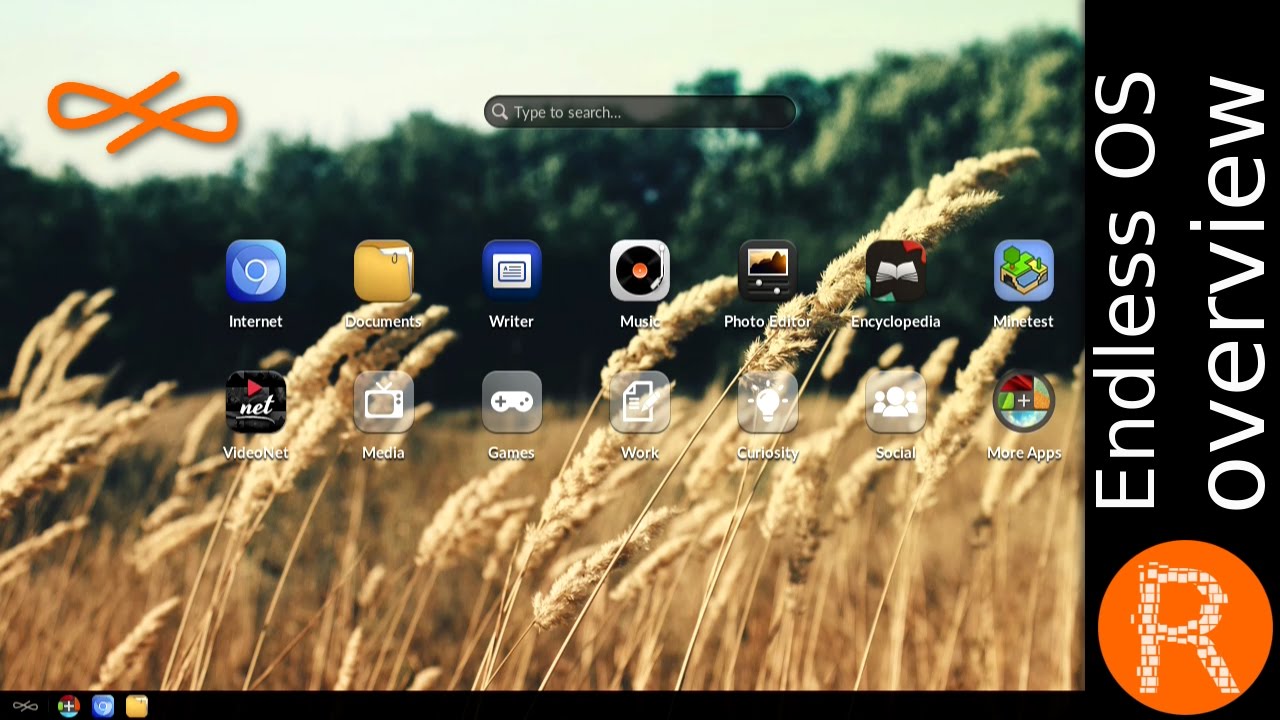 Type to search...
Internet
Documents
Writer
Music
Photo Editor
Encyclopedia
Minetest
net
VideoNet
Media
Games
Work
Curiosity
Social
More Apps
Endless OS
overview
R